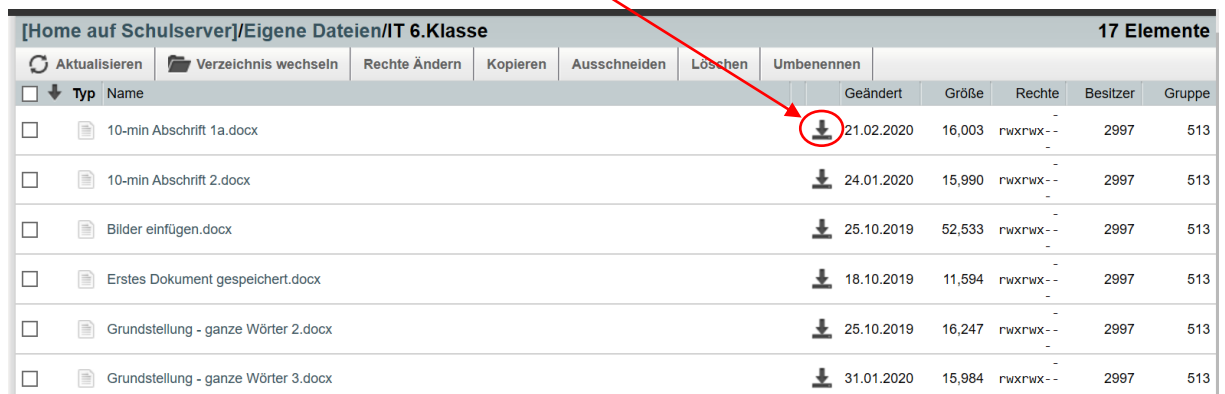 [Home auf Schulserver]/Eigene Dateien/IT 6.Klasse 17 Elemente
Aktualisieren Verzeichnis wechseln Rechte Ändern Kopieren Ausschneiden Löschen Umbenennen
Typ Name Geändert Größe Rechte Besitzer Gruppe
10-min Abschrift 1a.docx 21.02.2020 16,003 -rwxrwx--- 2997 513
10-min Abschrift 2.docx 24.01.2020 15,990 -rwxrwx--- 2997 513
Bilder einfügen.docx 25.10.2019 52,533 -rwxrwx--- 2997 513
Erstes Dokument gespeichert.docx 18.10.2019 11,594 -rwxrwx--- 2997 513
Grundstellung - ganze Wörter 2.docx 25.10.2019 16,247 -rwxrwx--- 2997 513
Grundstellung - ganze Wörter 3.docx 31.01.2020 15,984 -rwxrwx-- 2997 513